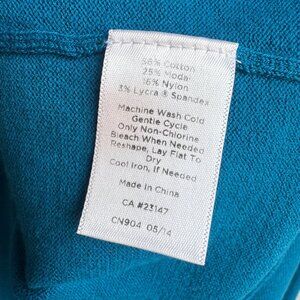 56% Cotton
25% Modal
16% Nylon
3% Lycra ® Spandex
Machine Wash Cold
Gentle Cycle
Only Non-Chlorine
Bleach When Needed
Reshape, Lay Flat To
Dry
Cool Iron, If Needed
Made In China
CA #23147
CN904 05/14